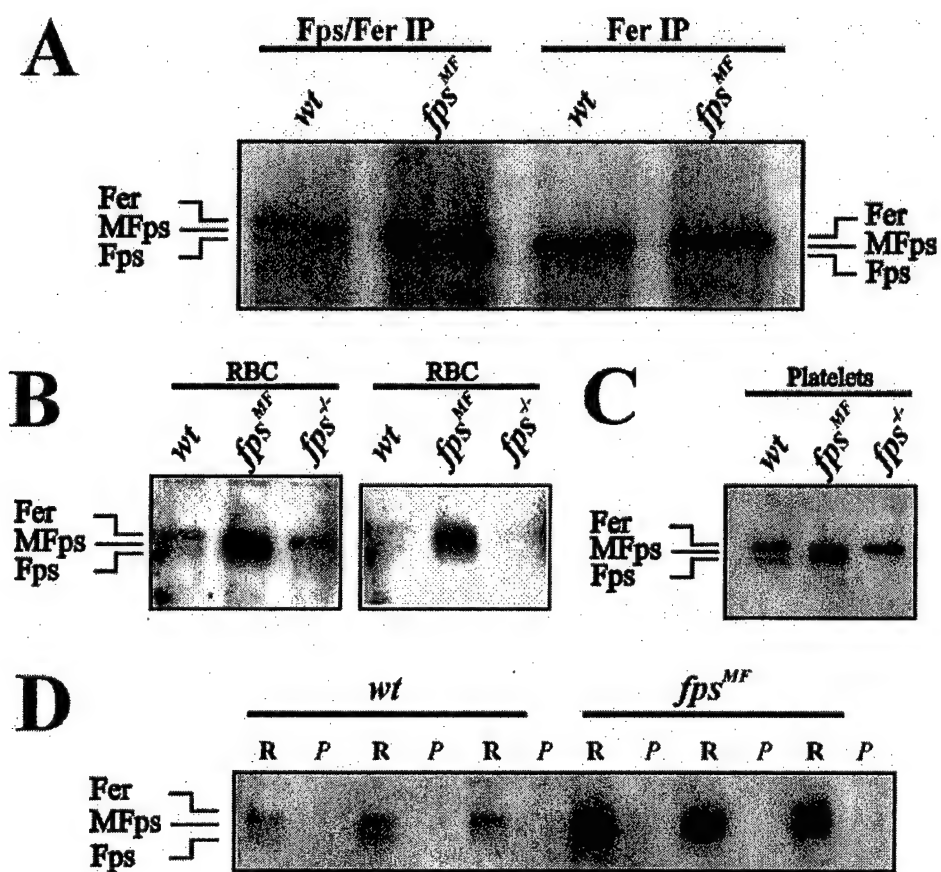 A
Fps/Fer IP Fer IP
wt fps^MF wt fps^MF
Fer Fer
MFps MFps
Fps Fps
B RBC RBC C Platelets
wt fps^MF fps^-/- wt fps^MF fps^-/- wt fps^MF fps^-/-
Fer Fer
MFps MFps
Fps Fps
D wt fps^MF
R P R P R P R P R P R P
Fer
MFps
Fps